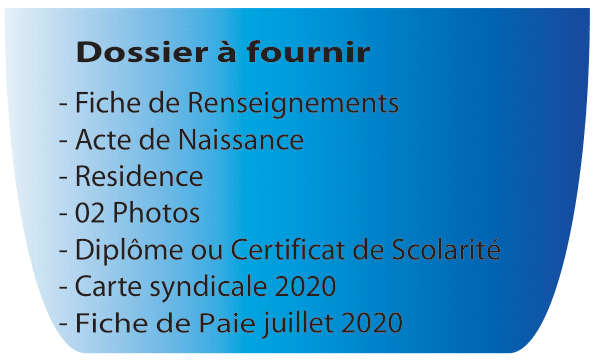 Dossier à fournir
- Fiche de Renseignements
- Acte de Naissance
- Residence
- 02 Photos
- Diplôme ou Certificat de Scolarité
- Carte syndicale 2020
- Fiche de Paie juillet 2020